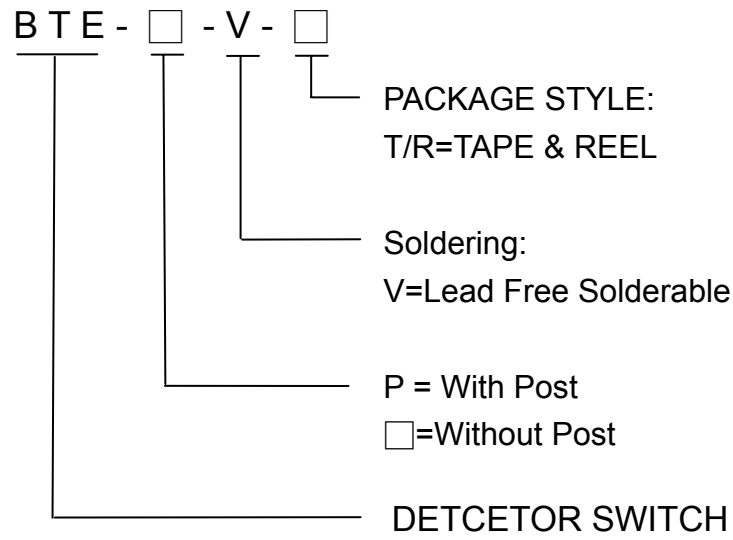 B T E - □ - V - □
PACKAGE STYLE:
T/R=TAPE & REEL
Soldering:
V=Lead Free Solderable
P = With Post
□=Without Post
DETCETOR SWITCH